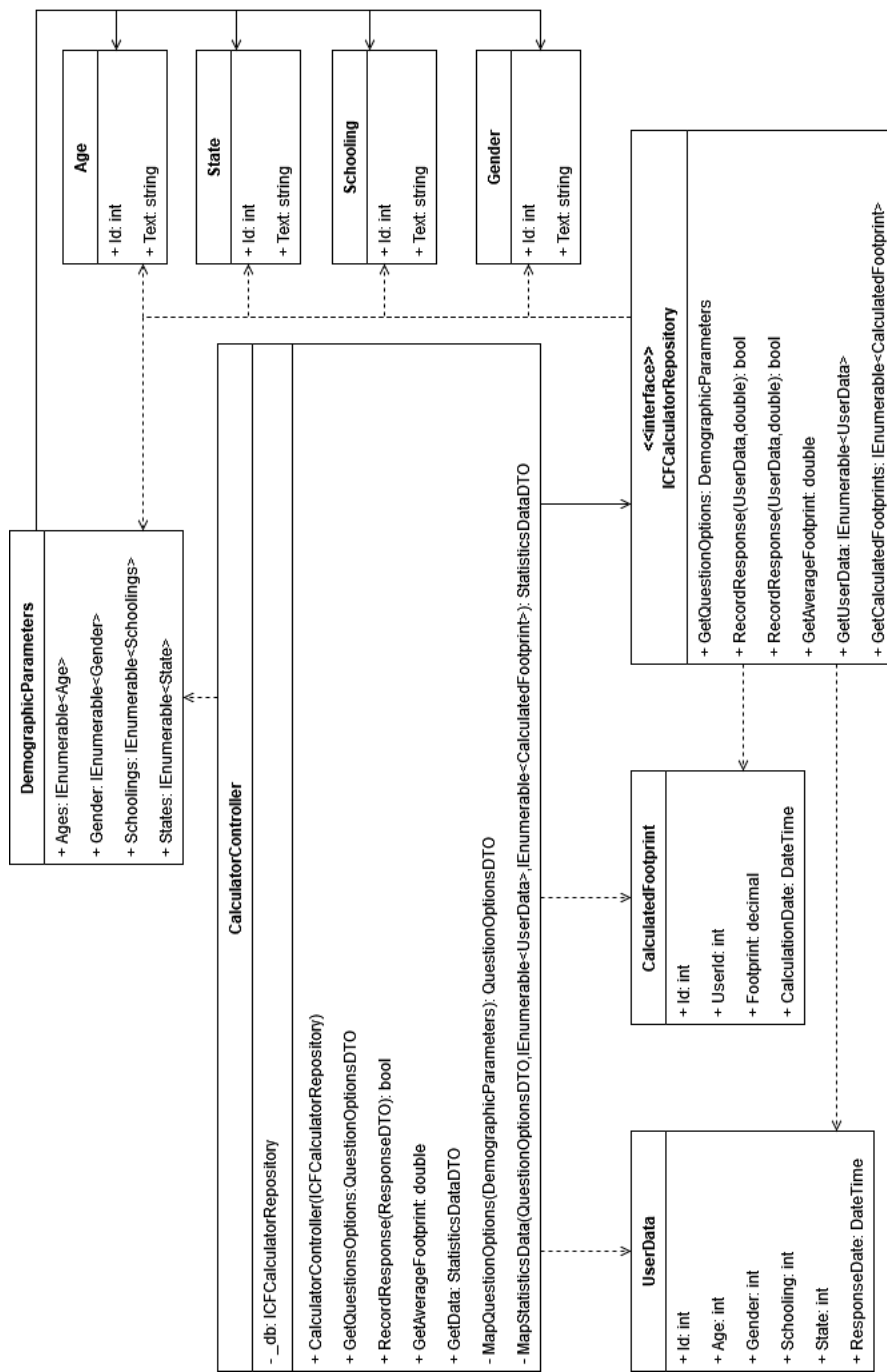 DemographicParameters
+ Ages: IEnumerable<Age>
+ Gender: IEnumerable<Gender>
+ Schoolings: IEnumerable<Schoolings>
+ States: IEnumerable<State>
Age
+ Id: int
+ Text: string
State
+ Id: int
+ Text: string
Schooling
+ Id: int
+ Text: string
Gender
+ Id: int
+ Text: string
CalculatorController
- _db: ICFCalculatorRepository
+ CalculatorController(ICFCalculatorRepository)
+ GetQuestionsOptions:QuestionOptionsDTO
+ RecordResponse(ResponseDTO): bool
+ GetAverageFootprint: double
+ GetData: StatisticsDataDTO
- MapQuestionOptions(DemographicParameters): QuestionOptionsDTO
- MapStatisticsData(QuestionOptionsDTO,IEnumerable<UserData>,IEnumerable<CalculatedFootprint>): StatisticsDataDTO
UserData
+ Id: int
+ Age: int
+ Gender: int
+ Schooling: int
+ State: int
+ ResponseDate: DateTime
CalculatedFootprint
+ Id: int
+ UserId: int
+ Footprint: decimal
+ CalculationDate: DateTime
<<interface>>
ICFCalculatorRepository
+ GetQuestionOptions: DemographicParameters
+ RecordResponse(UserData,double): bool
+ RecordResponse(UserData,double): bool
+ GetAverageFootprint: double
+ GetUserData: IEnumerable<UserData>
+ GetCalculatedFootprints: IEnumerable<CalculatedFootprint>